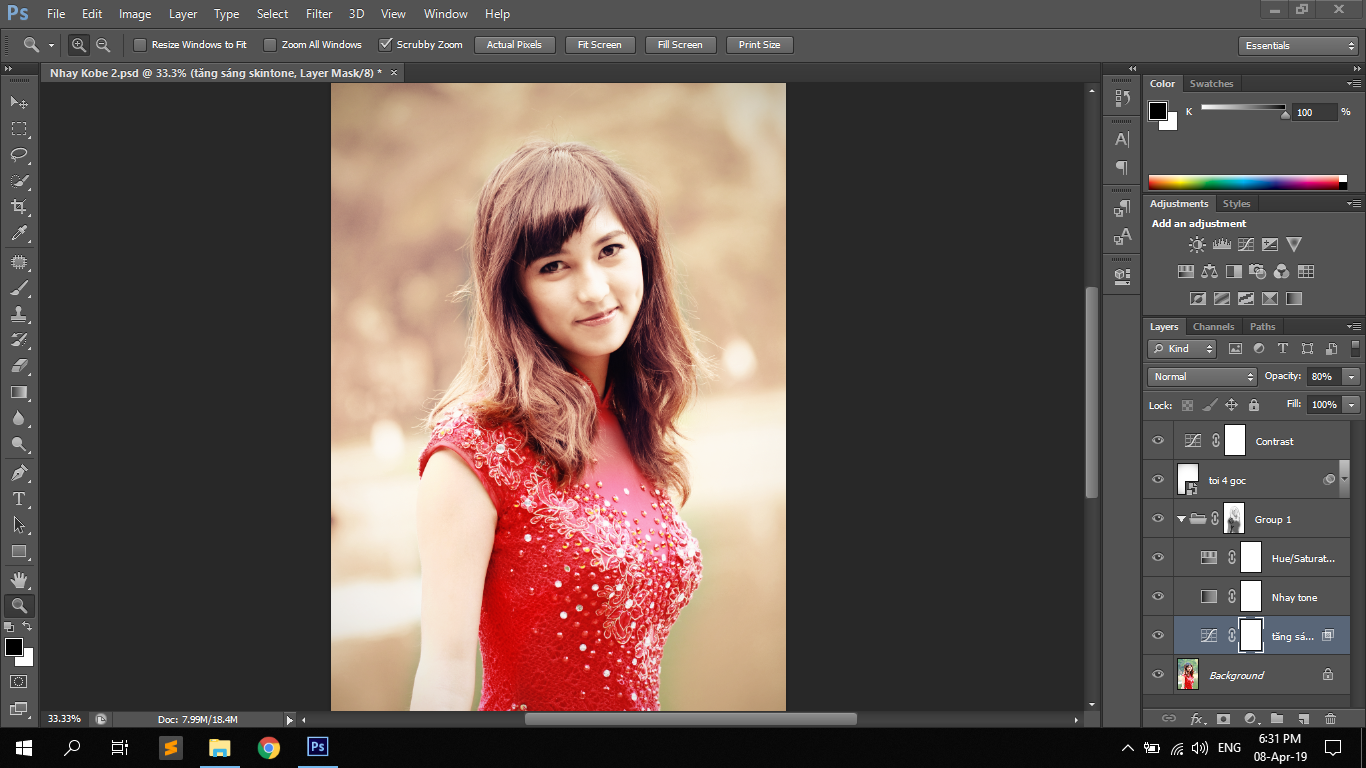 Ps File Edit Image Layer Type Select Filter 3D View Window Help
Resize Windows to Fit Zoom All Windows Scrubby Zoom Actual Pixels Fit Screen Fill Screen Print Size Essentials
Nhay Kobe 2.psd @ 33.3% (tăng sáng skintone, Layer Mask/8) * ×
Color Swatches
K 100 %
Adjustments Styles
Add an adjustment
Layers Channels Paths
Kind
Normal Opacity: 80%
Lock: Fill: 100%
Contrast
toi 4 goc
Group 1
Hue/Saturat...
Nhay tone
tăng sá...
Background
33.33% Doc: 7.99M/18.4M
fx
Ps ENG 6:31 PM
08-Apr-19